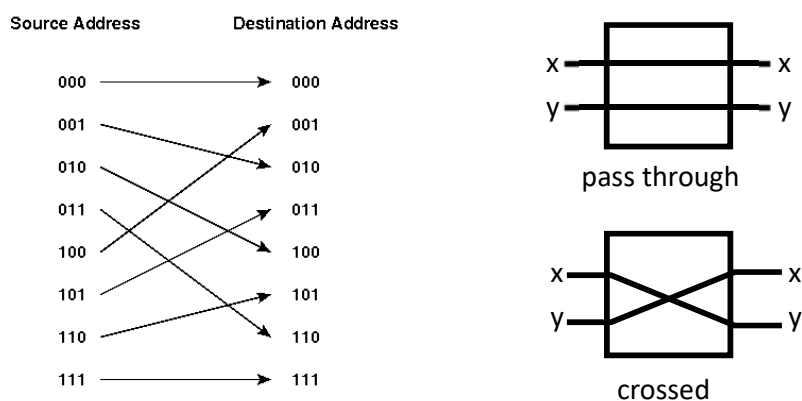 Source Address Destination Address
000 000
001 001
010 010
011 011
100 100
101 101
110 110
111 111
x x
y y
pass through
x x
y y
crossed